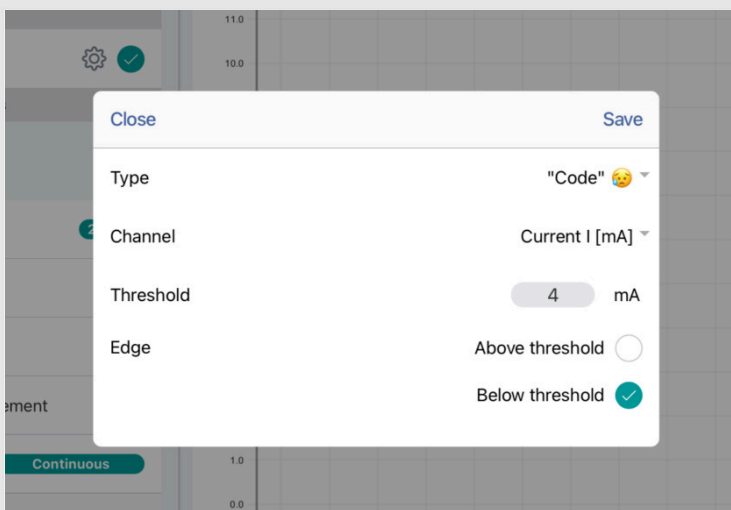 11.0
10.0
Close Save
Type "Code" 😥
Channel Current I [mA]
Threshold 4 mA
Edge Above threshold
Below threshold
ement
Continuous
1.0
0.0